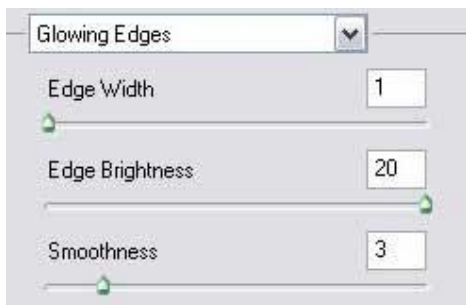 Glowing Edges
Edge Width 1
Edge Brightness 20
Smoothness 3